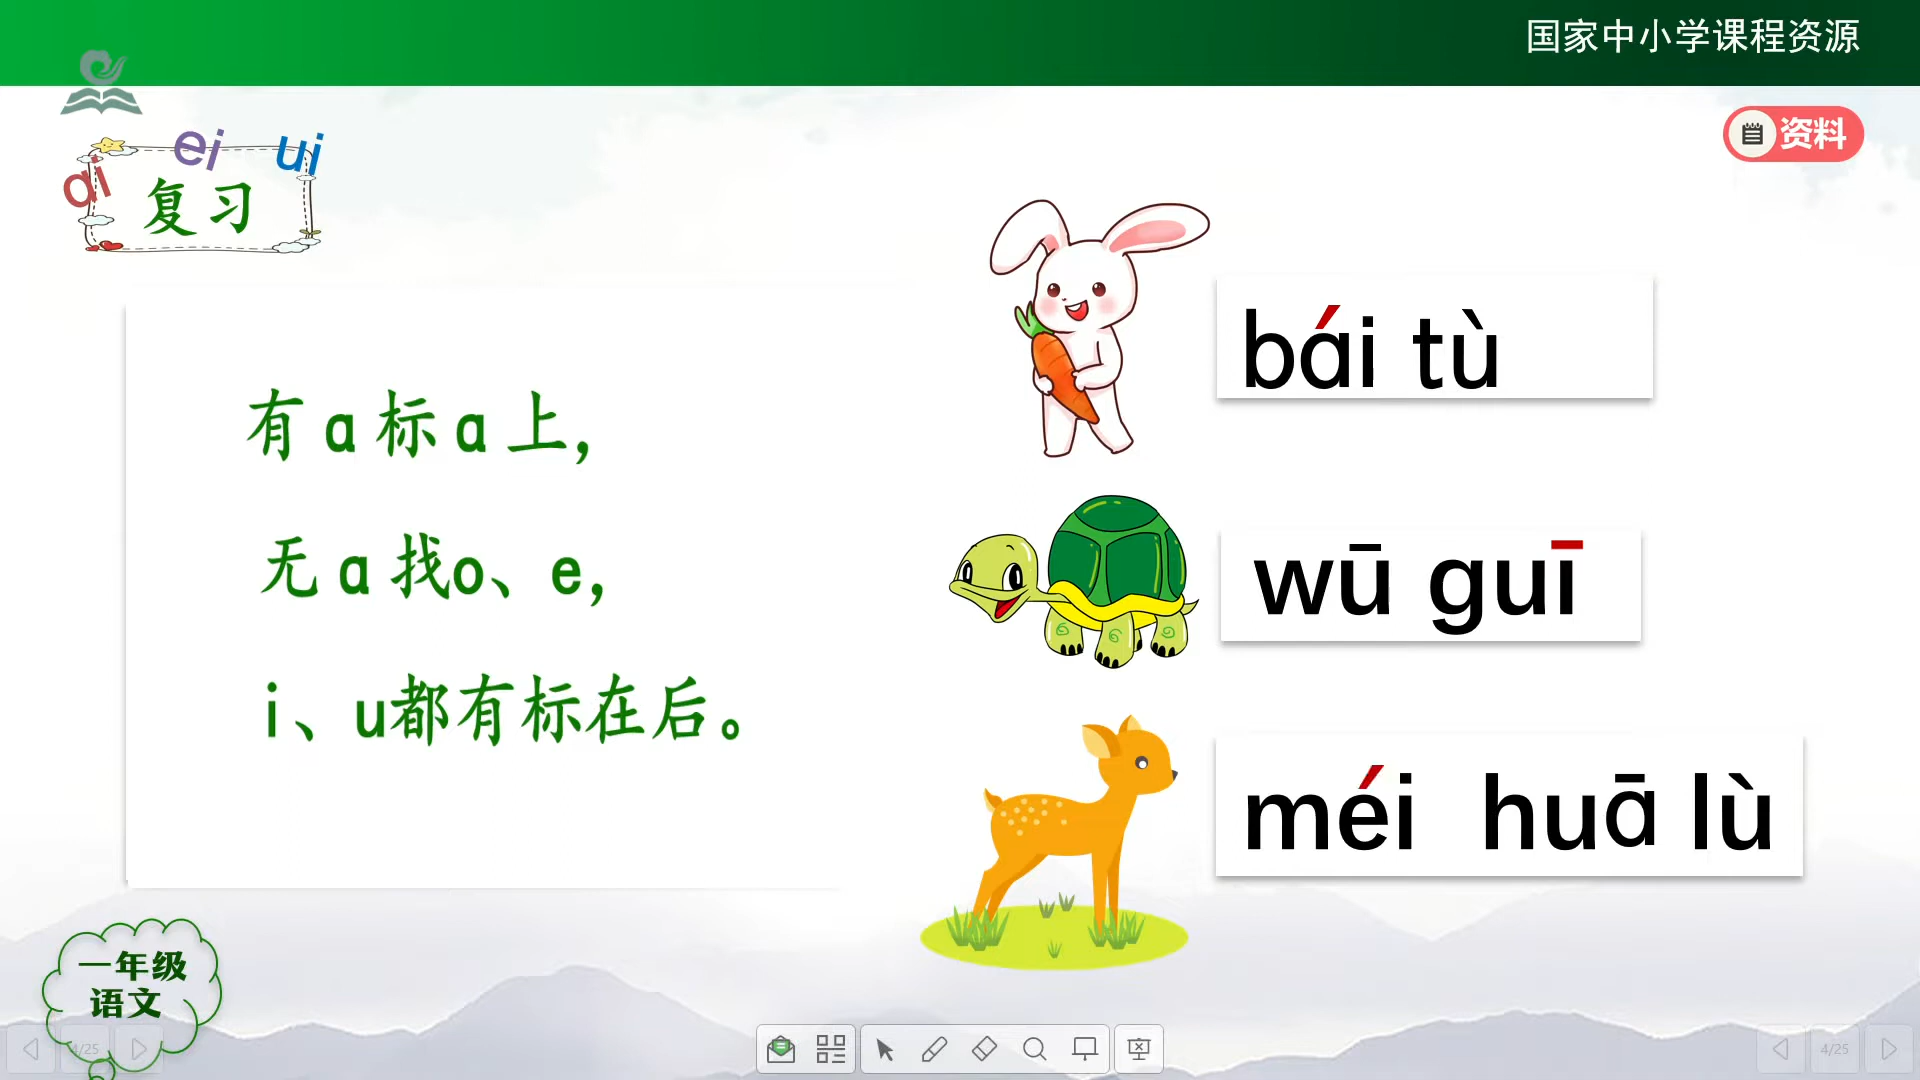 国家中小学课程资源
资料
ai ei ui
复习
有a标a上，
无a找o、e，
i、u都有标在后。
bái tù
wū guī
méi huā lù
一年级
语文
4/25
4/25